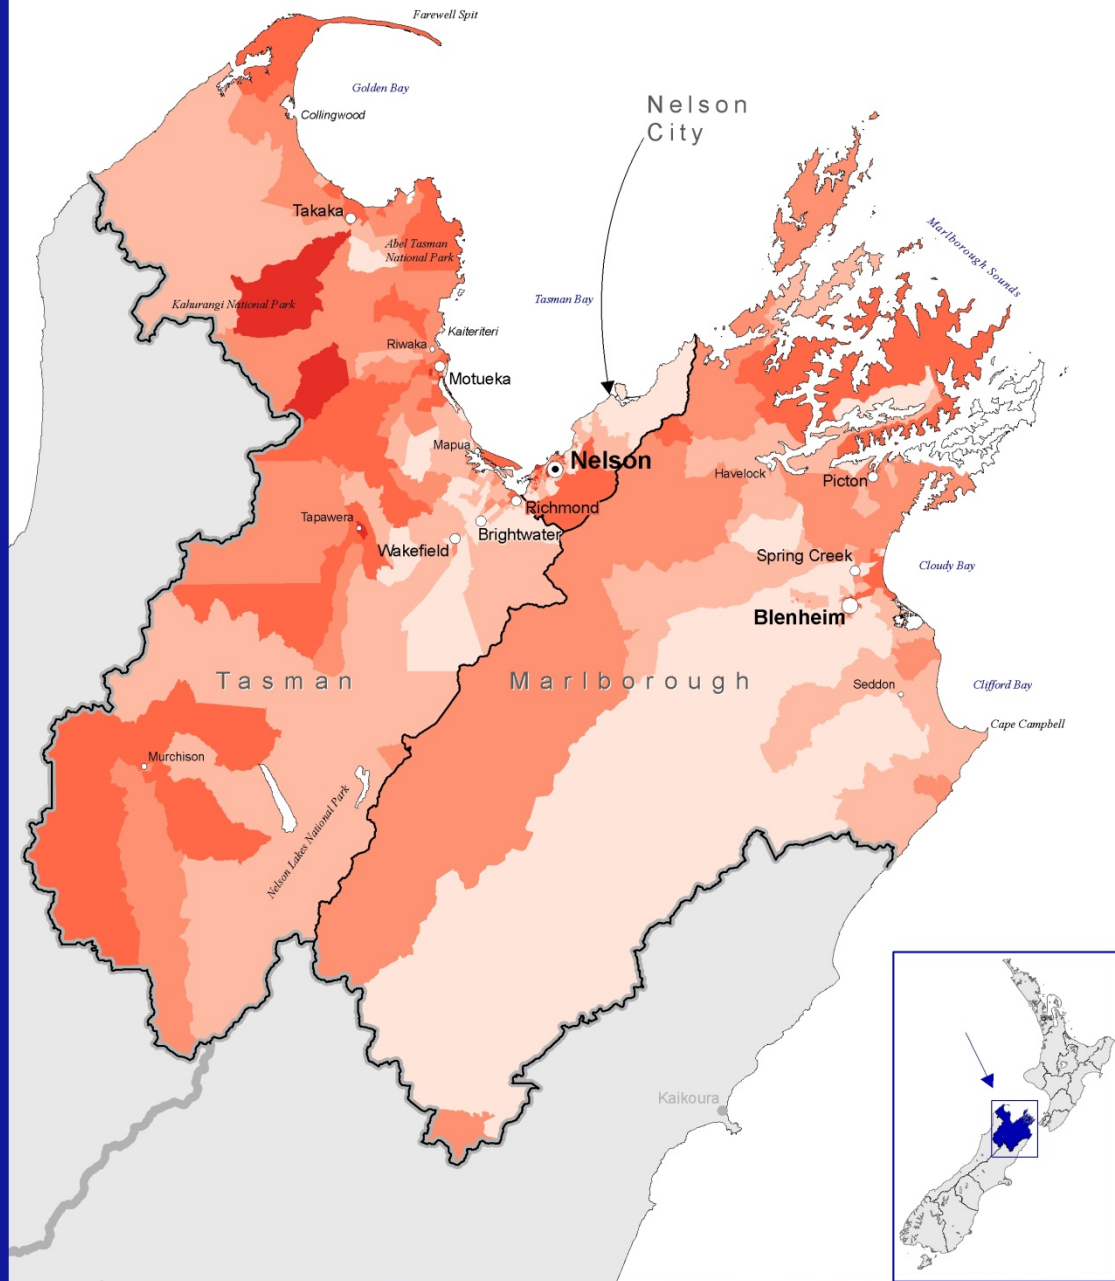 Farewell Spit
Golden Bay
Collingwood
Nelson
City
Takaka
Abel Tasman
National Park
Marlborough Sounds
Kahurangi National Park
Tasman Bay
Kaiteriteri
Riwaka
Motueka
Mapua
Nelson
Havelock
Picton
Richmond
Tapawera
Brightwater
Wakefield
Spring Creek
Cloudy Bay
Blenheim
Tasman
Marlborough
Seddon
Clifford Bay
Cape Campbell
Murchison
Nelson Lakes National Park
Kaikoura